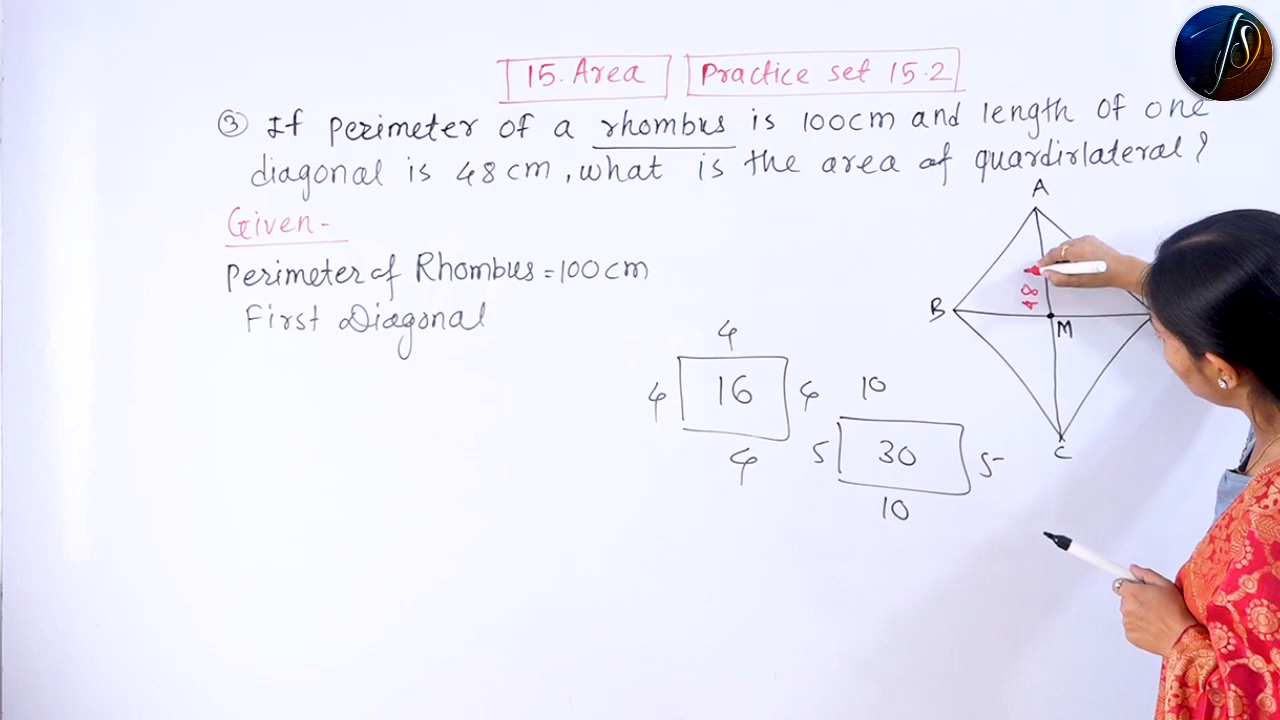 15. Area
Practice set 15.2
③ If perimeter of a rhombus is 100cm and length of one
diagonal is 48cm, what is the area of quardirlateral?
Given-
Perimeter of Rhombus = 100cm
First Diagonal
A
48
B
M
C
4
4
16
4
4
10
5
30
5
10